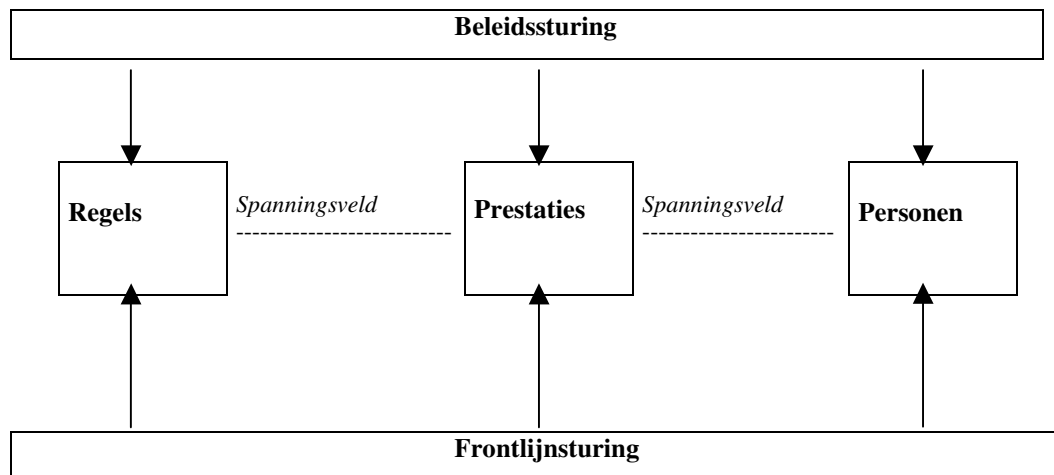 Beleidssturing
Regels
Spanningsveld
Prestaties
Spanningsveld
Personen
Frontlijnsturing